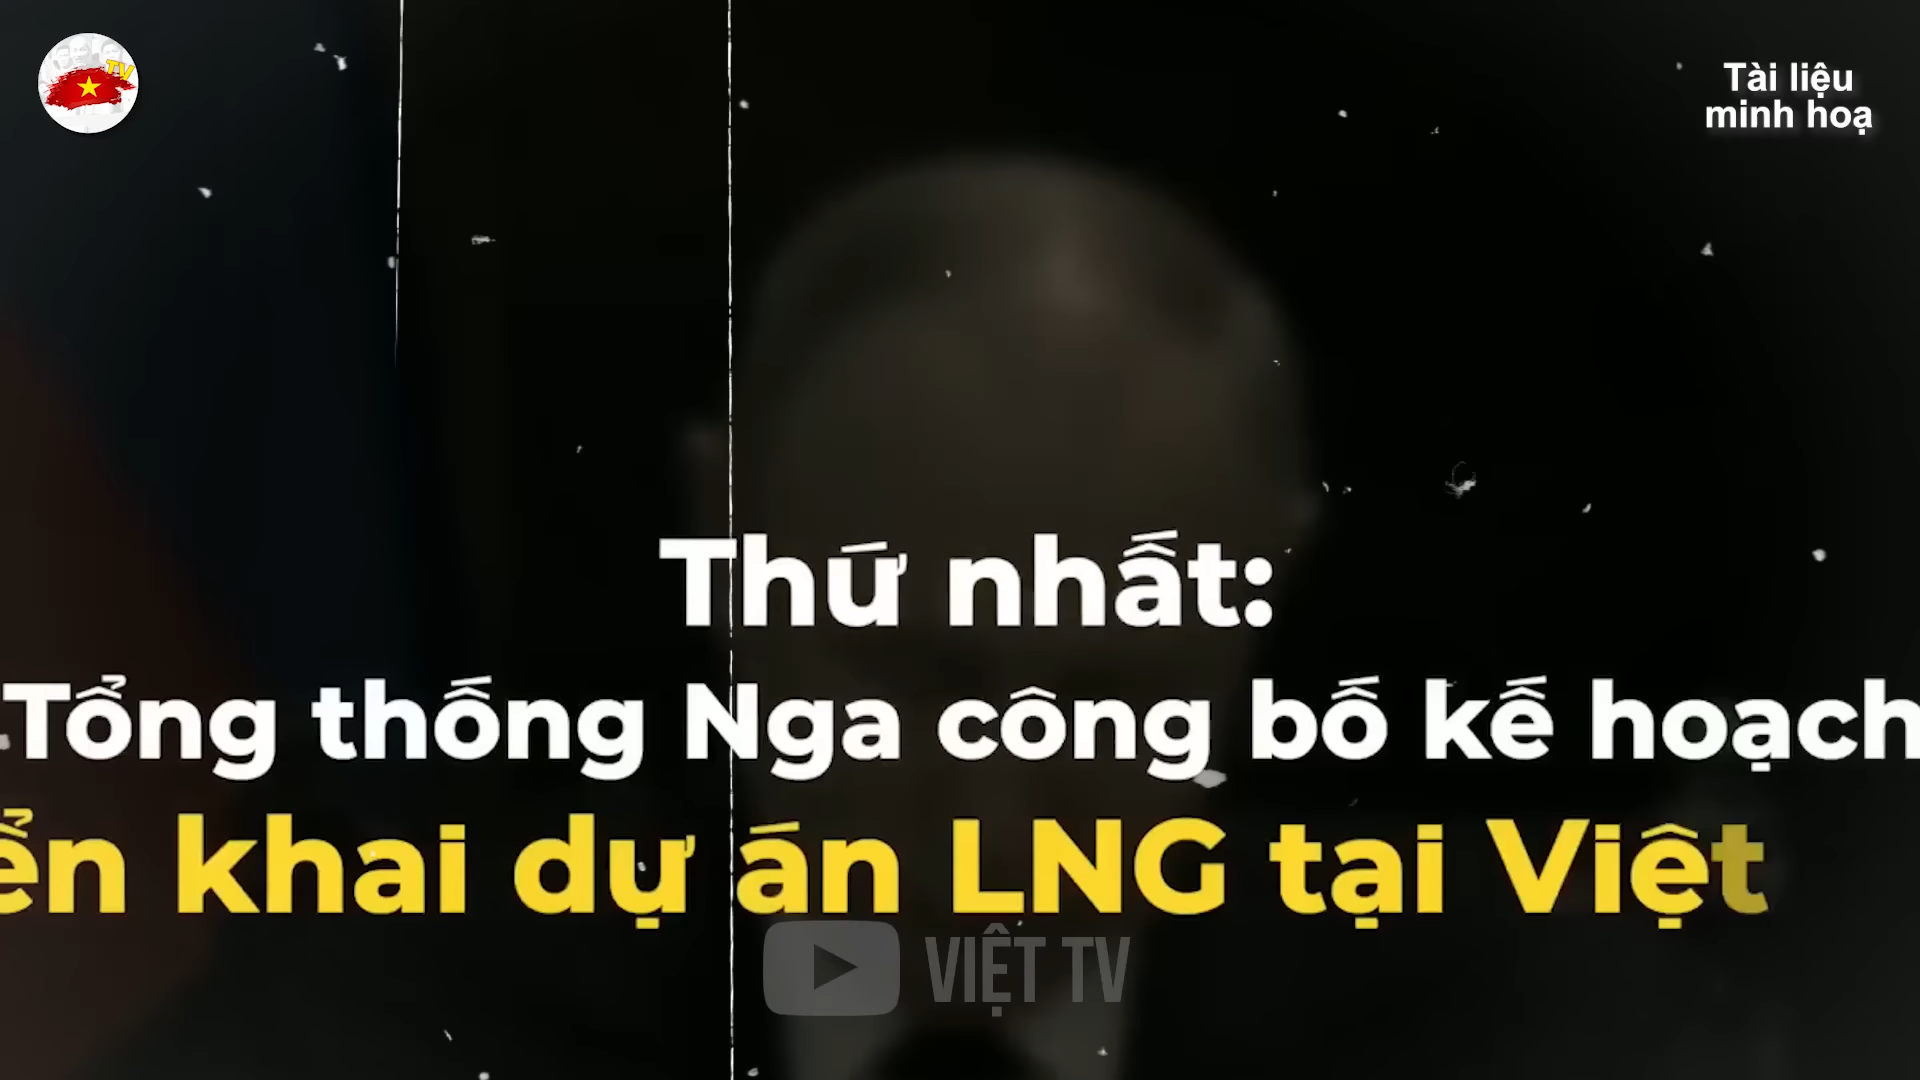 TV
Tài liệu
minh hoạ
Thứ nhất:
Tổng thống Nga công bố kế hoạch
ển khai dự án LNG tại Việt
VIỆT TV